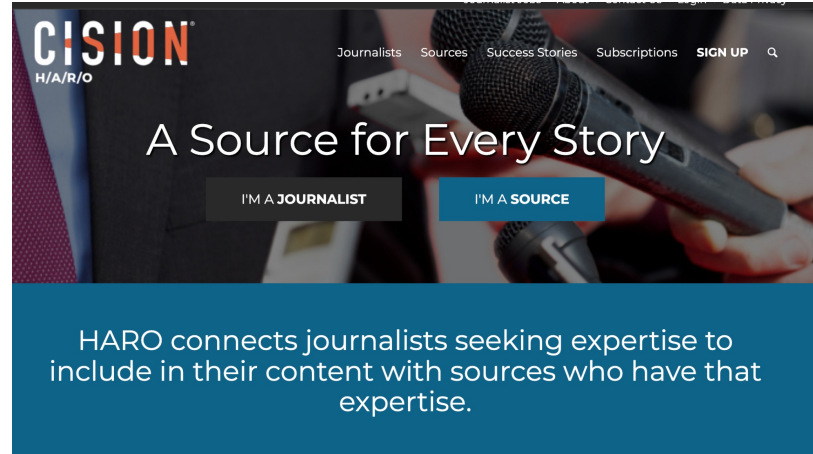 CISION®
H/A/R/O
Journalists Sources Success Stories Subscriptions SIGN UP
A Source for Every Story
I'M A JOURNALIST I'M A SOURCE
HARO connects journalists seeking expertise to
include in their content with sources who have that
expertise.